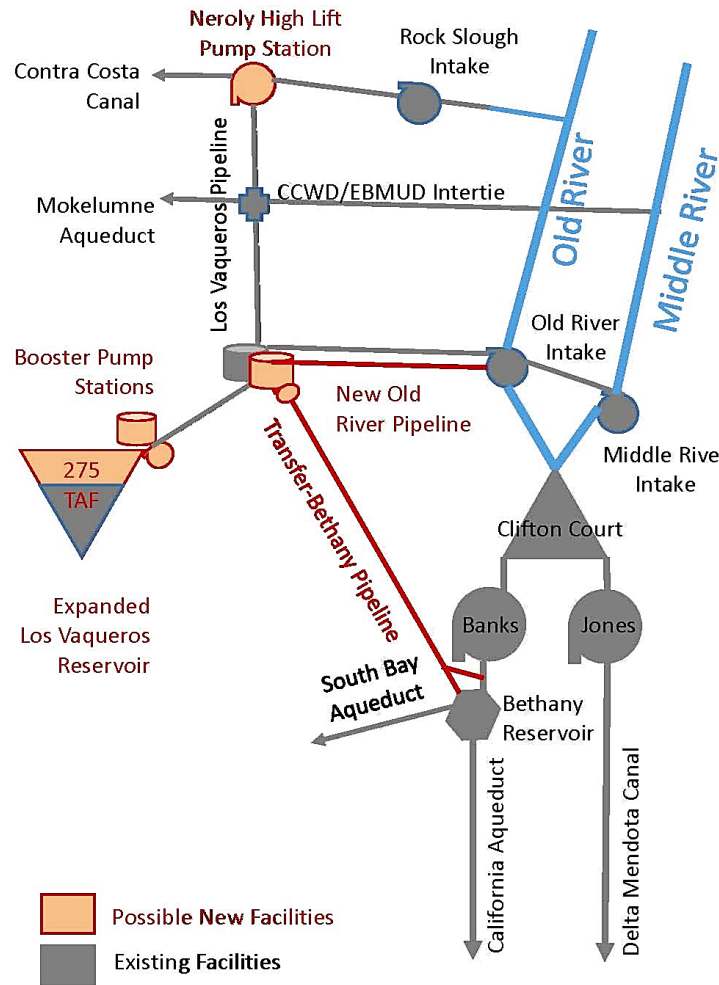 Neroly High Lift
Pump Station
Rock Slough
Intake
Contra Costa
Canal
Los Vaqueros Pipeline
CCWD/EBMUD Intertie
Mokelumne
Aqueduct
Old River
Middle River
Old River
Intake
Booster Pump
Stations
New Old
River Pipeline
275
TAF
Transfer-Bethany Pipeline
Middle Rive
Intake
Clifton Court
Expanded
Los Vaqueros
Reservoir
Banks
Jones
South Bay
Aqueduct
Bethany
Reservoir
California Aqueduct
Delta Mendota Canal
Possible New Facilities
Existing Facilities